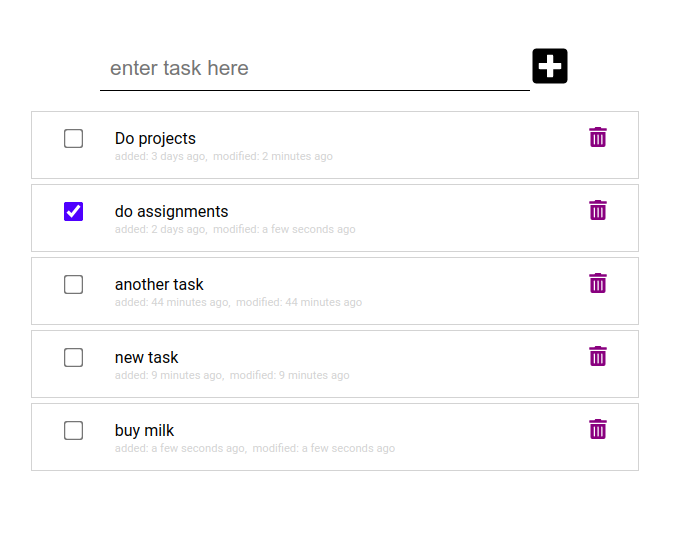 enter task here
Do projects
added: 3 days ago, modified: 2 minutes ago
do assignments
added: 2 days ago, modified: a few seconds ago
another task
added: 44 minutes ago, modified: 44 minutes ago
new task
added: 9 minutes ago, modified: 9 minutes ago
buy milk
added: a few seconds ago, modified: a few seconds ago